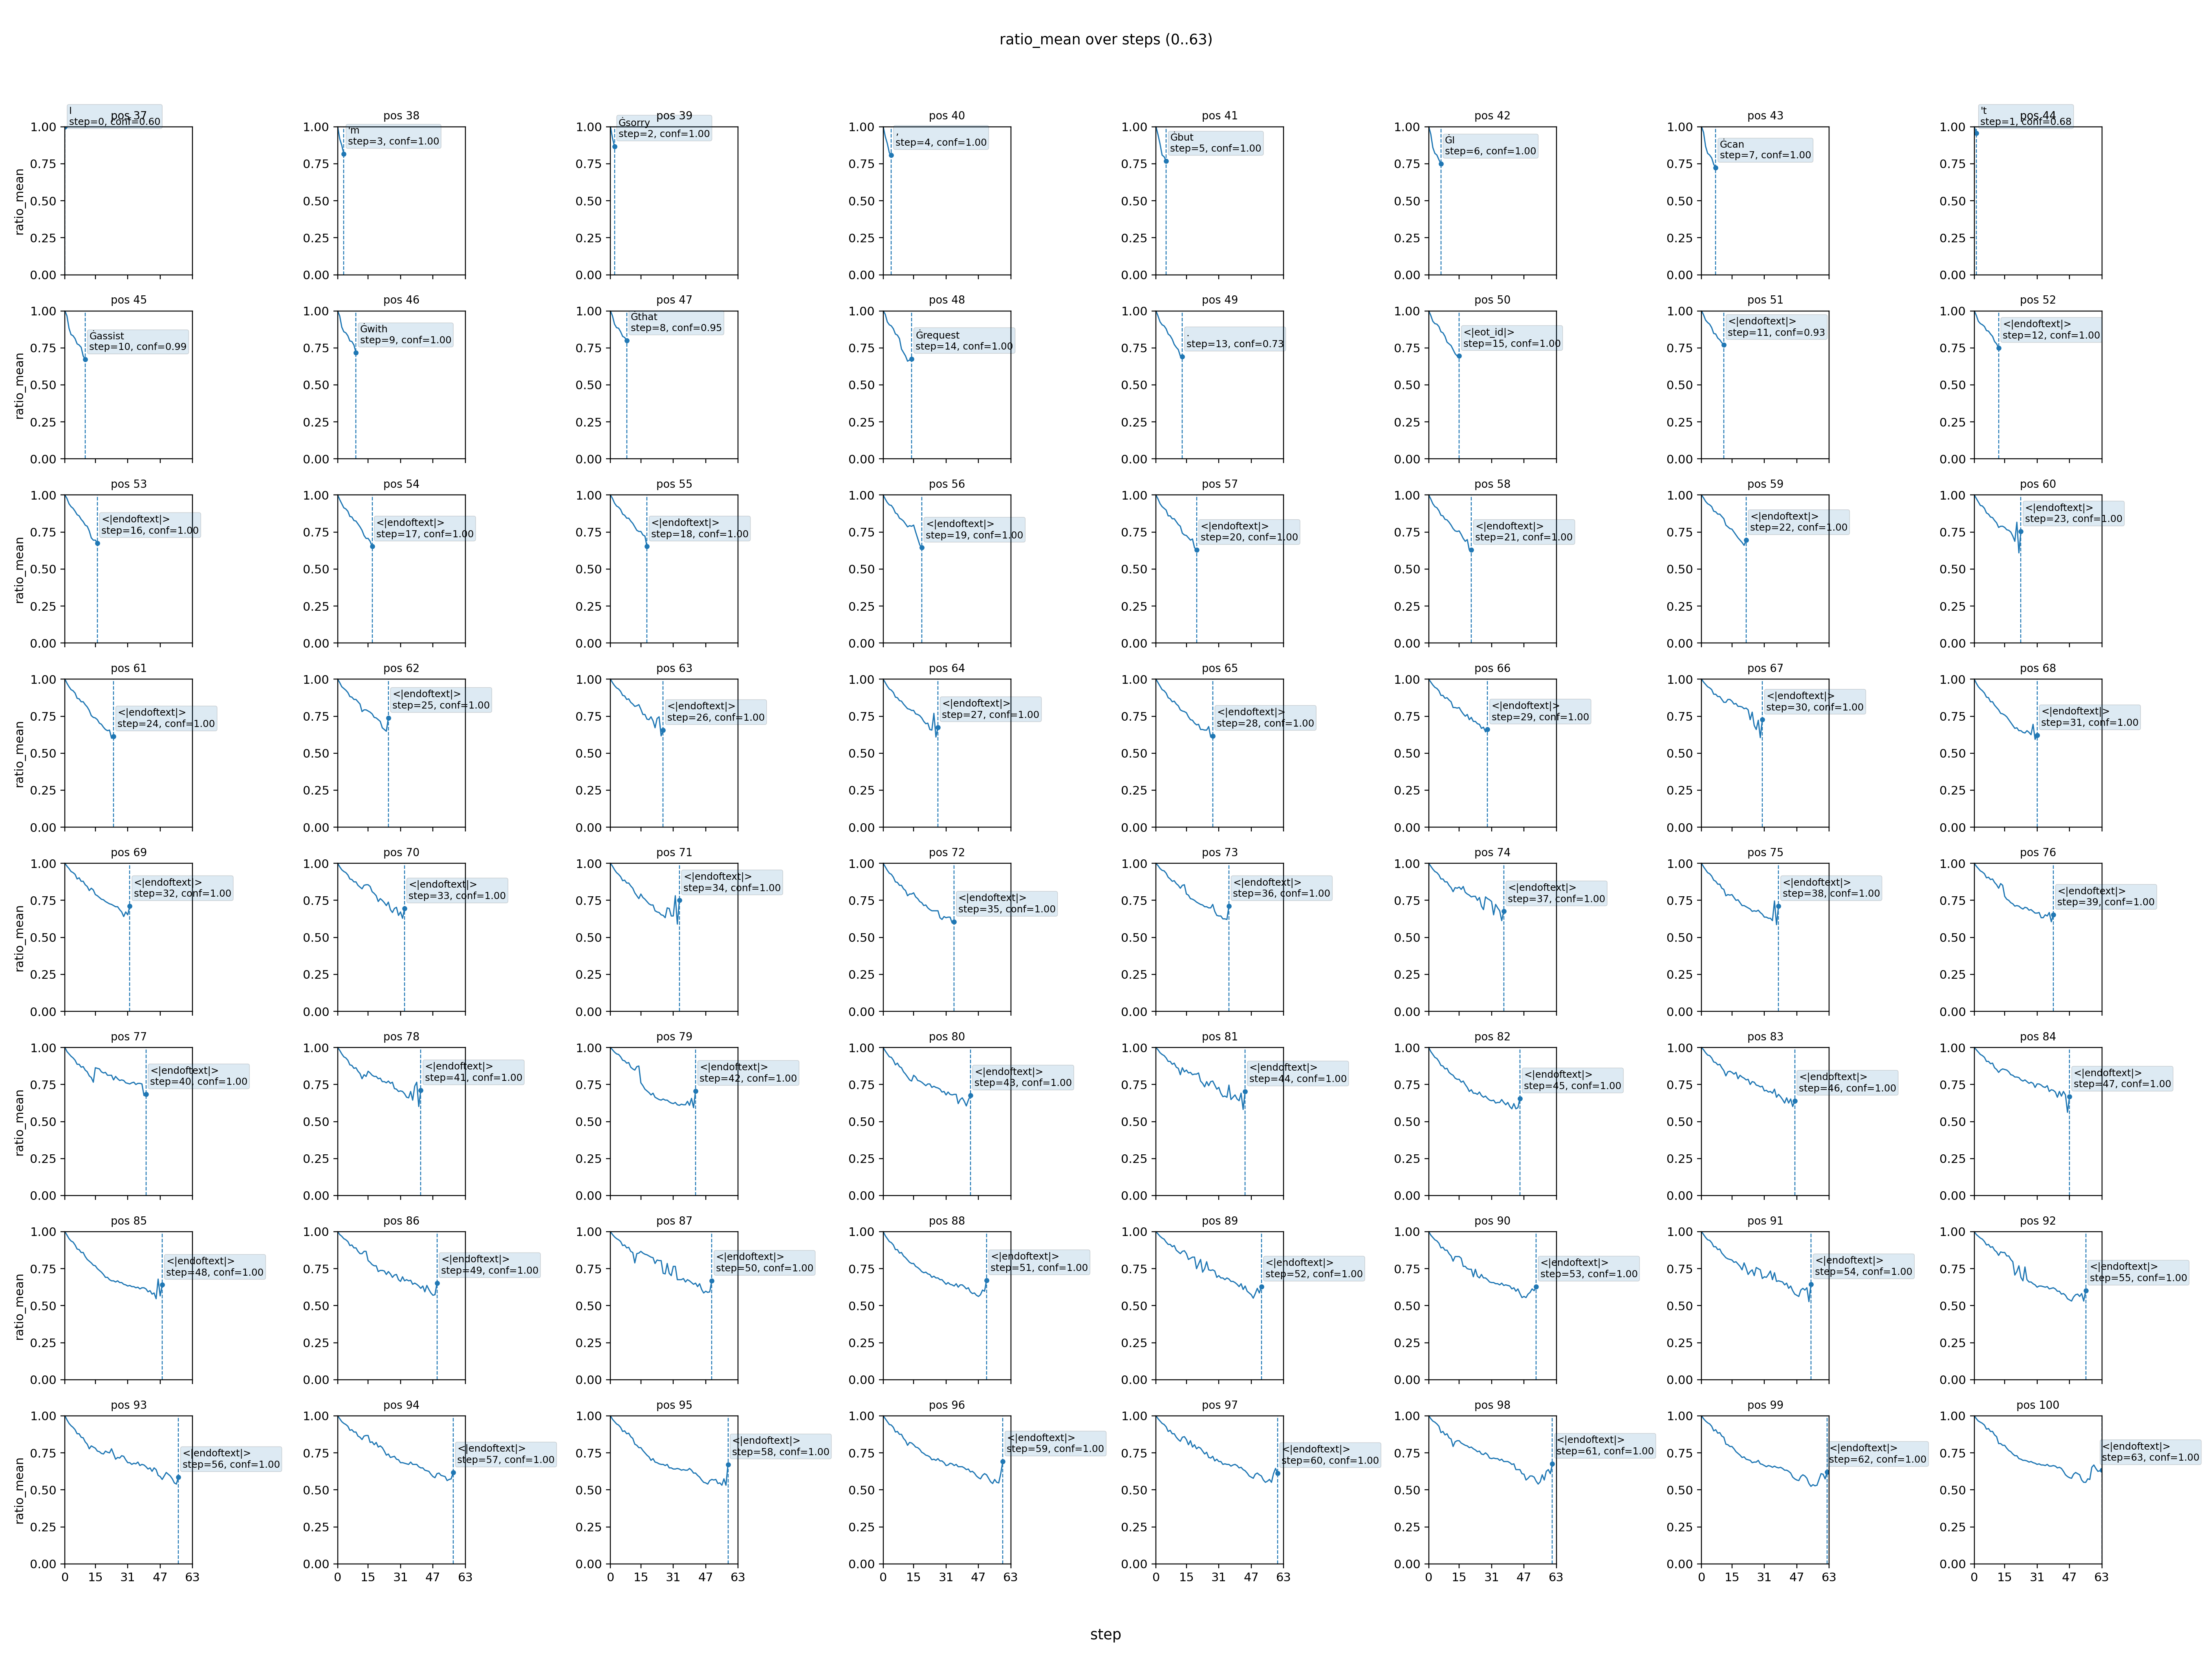 ratio_mean over steps (0..63)
pos 37
I
step=0, conf=0.60
pos 38
'm
step=3, conf=1.00
pos 39
Ġsorry
step=2, conf=1.00
pos 40
,
step=4, conf=1.00
pos 41
Ġbut
step=5, conf=1.00
pos 42
ĠI
step=6, conf=1.00
pos 43
Ġcan
step=7, conf=1.00
pos 44
't
step=1, conf=0.68
pos 45
Ġassist
step=10, conf=0.99
pos 46
Ġwith
step=9, conf=1.00
pos 47
Ġthat
step=8, conf=0.95
pos 48
Ġrequest
step=14, conf=1.00
pos 49
.
step=13, conf=0.73
pos 50
<|eot_id|>
step=15, conf=1.00
pos 51
<|endoftext|>
step=11, conf=0.93
pos 52
<|endoftext|>
step=12, conf=1.00
pos 53
<|endoftext|>
step=16, conf=1.00
pos 54
<|endoftext|>
step=17, conf=1.00
pos 55
<|endoftext|>
step=18, conf=1.00
pos 56
<|endoftext|>
step=19, conf=1.00
pos 57
<|endoftext|>
step=20, conf=1.00
pos 58
<|endoftext|>
step=21, conf=1.00
pos 59
<|endoftext|>
step=22, conf=1.00
pos 60
<|endoftext|>
step=23, conf=1.00
pos 61
<|endoftext|>
step=24, conf=1.00
pos 62
<|endoftext|>
step=25, conf=1.00
pos 63
<|endoftext|>
step=26, conf=1.00
pos 64
<|endoftext|>
step=27, conf=1.00
pos 65
<|endoftext|>
step=28, conf=1.00
pos 66
<|endoftext|>
step=29, conf=1.00
pos 67
<|endoftext|>
step=30, conf=1.00
pos 68
<|endoftext|>
step=31, conf=1.00
pos 69
<|endoftext|>
step=32, conf=1.00
pos 70
<|endoftext|>
step=33, conf=1.00
pos 71
<|endoftext|>
step=34, conf=1.00
pos 72
<|endoftext|>
step=35, conf=1.00
pos 73
<|endoftext|>
step=36, conf=1.00
pos 74
<|endoftext|>
step=37, conf=1.00
pos 75
<|endoftext|>
step=38, conf=1.00
pos 76
<|endoftext|>
step=39, conf=1.00
pos 77
<|endoftext|>
step=40, conf=1.00
pos 78
<|endoftext|>
step=41, conf=1.00
pos 79
<|endoftext|>
step=42, conf=1.00
pos 80
<|endoftext|>
step=43, conf=1.00
pos 81
<|endoftext|>
step=44, conf=1.00
pos 82
<|endoftext|>
step=45, conf=1.00
pos 83
<|endoftext|>
step=46, conf=1.00
pos 84
<|endoftext|>
step=47, conf=1.00
pos 85
<|endoftext|>
step=48, conf=1.00
pos 86
<|endoftext|>
step=49, conf=1.00
pos 87
<|endoftext|>
step=50, conf=1.00
pos 88
<|endoftext|>
step=51, conf=1.00
pos 89
<|endoftext|>
step=52, conf=1.00
pos 90
<|endoftext|>
step=53, conf=1.00
pos 91
<|endoftext|>
step=54, conf=1.00
pos 92
<|endoftext|>
step=55, conf=1.00
pos 93
<|endoftext|>
step=56, conf=1.00
pos 94
<|endoftext|>
step=57, conf=1.00
pos 95
<|endoftext|>
step=58, conf=1.00
pos 96
<|endoftext|>
step=59, conf=1.00
pos 97
<|endoftext|>
step=60, conf=1.00
pos 98
<|endoftext|>
step=61, conf=1.00
pos 99
<|endoftext|>
step=62, conf=1.00
pos 100
<|endoftext|>
step=63, conf=1.00
ratio_mean
1.00
0.75
0.50
0.25
0.00
0 15 31 47 63
step